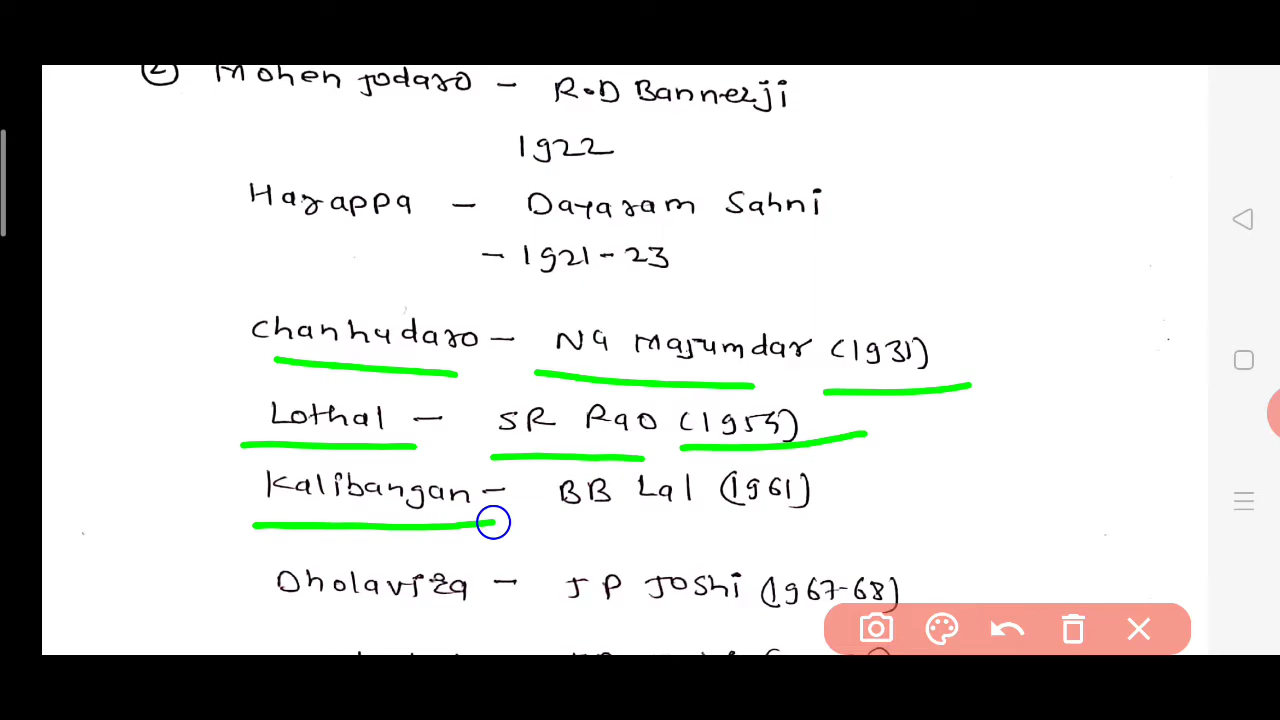 ② Mohenjodaro - R.D Bannerji
1922
Harappa - Dayaram Sahni
- 1921-23
Chanhudaro - NG Majumdar (1931)
Lothal - SR Rao (1953)
Kalibangan - BB Lal (1961)
Dholavira - J P Joshi (1967-68)